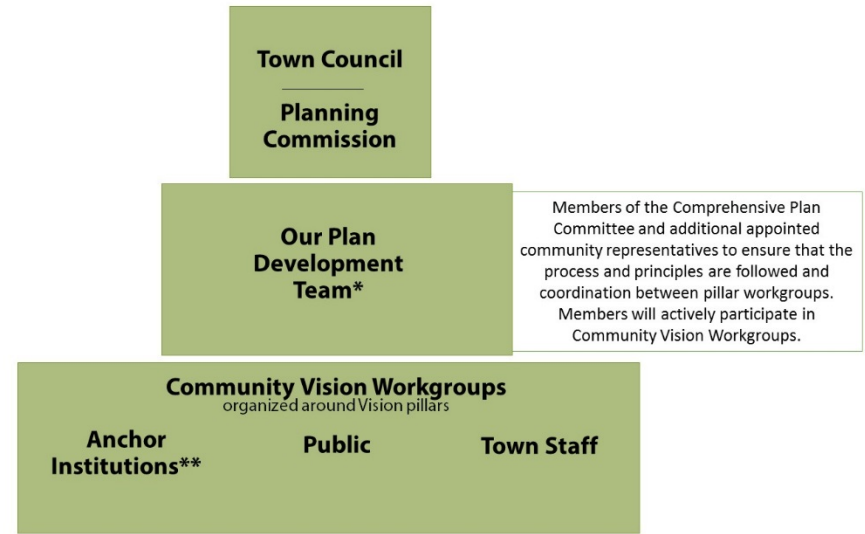 Town Council
Planning
Commission
Our Plan
Development
Team*
Members of the Comprehensive Plan
Committee and additional appointed
community representatives to ensure that the
process and principles are followed and
coordination between pillar workgroups.
Members will actively participate in
Community Vision Workgroups.
Community Vision Workgroups
organized around Vision pillars
Anchor
Institutions**
Public
Town Staff